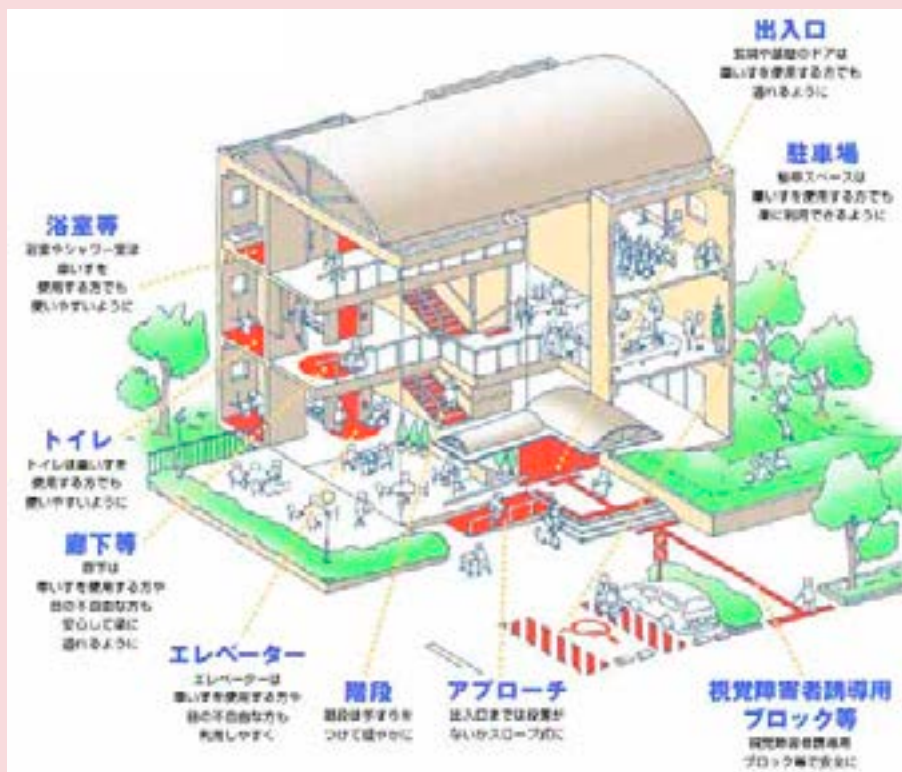 出入口
玄関や部屋のドアは
車いすを使用する方でも
通れるように
駐車場
駐車スペースは
車いすを使用する方でも
楽に利用できるように
浴室等
浴室やシャワー室は
車いすを
使用する方でも
使いやすいように
トイレ
トイレは車いすを
使用する方でも
使いやすいように
廊下等
廊下は
車いすを使用する方や
目の不自由な方も
安心して楽に
通れるように
エレベーター
エレベーターは
車いすを使用する方や
目の不自由な方も
利用しやすく
階段
階段は手すりを
つけて緩やかに
アプローチ
出入口までは段差が
ないかスロープ式に
視覚障害者誘導用
ブロック等
視覚障害者誘導用
ブロック等で安全に